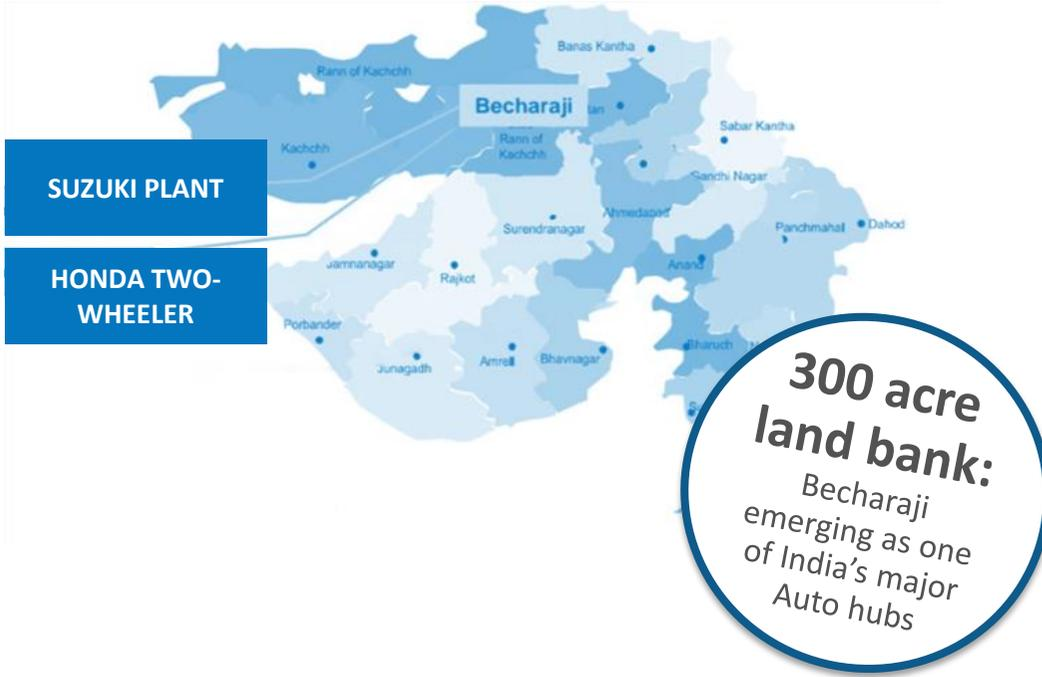 Banas Kantha
Rann of Kachchh
Becharaji
Rann of
Kachchh
Sabar Kantha
Kachchh
SUZUKI PLANT
Gandhi Nagar
Ahmedabad
Surendranagar
Panchmahal
Dahod
Jamnanagar
Rajkot
Anand
HONDA TWO-
WHEELER
Porbander
Junagadh
Amreli
Bhavnagar
Bharuch
300 acre
land bank:
Becharaji
emerging as one
of India's major
Auto hubs